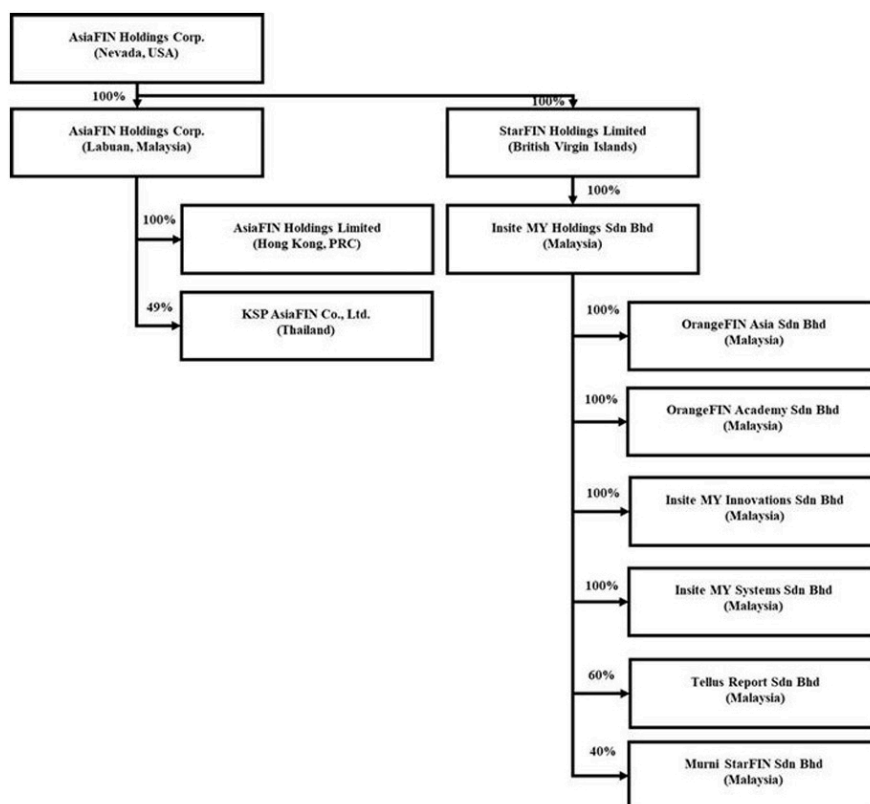 AsiaFIN Holdings Corp.
(Nevada, USA)
100%
100%
AsiaFIN Holdings Corp.
(Labuan, Malaysia)
StarFIN Holdings Limited
(British Virgin Islands)
100%
100%
AsiaFIN Holdings Limited
(Hong Kong, PRC)
Insite MY Holdings Sdn Bhd
(Malaysia)
49%
KSP AsiaFIN Co., Ltd.
(Thailand)
100%
OrangeFIN Asia Sdn Bhd
(Malaysia)
100%
OrangeFIN Academy Sdn Bhd
(Malaysia)
100%
Insite MY Innovations Sdn Bhd
(Malaysia)
100%
Insite MY Systems Sdn Bhd
(Malaysia)
60%
Tellus Report Sdn Bhd
(Malaysia)
40%
Murni StarFIN Sdn Bhd
(Malaysia)